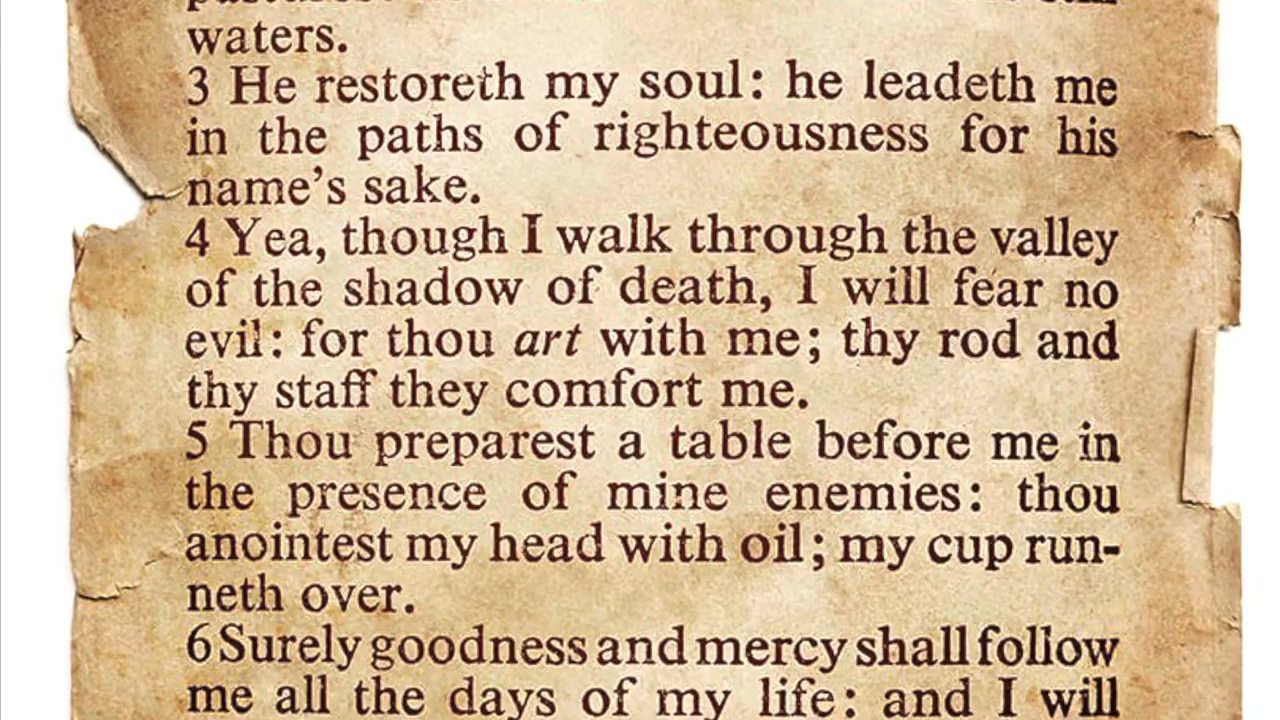 waters.
3 He restoreth my soul: he leadeth me
in the paths of righteousness for his
name's sake.
4 Yea, though I walk through the valley
of the shadow of death, I will fear no
evil: for thou art with me; thy rod and
thy staff they comfort me.
5 Thou preparest a table before me in
the presence of mine enemies: thou
anointest my head with oil; my cup run-
neth over.
6 Surely goodness and mercy shall follow
me all the days of my life: and I will